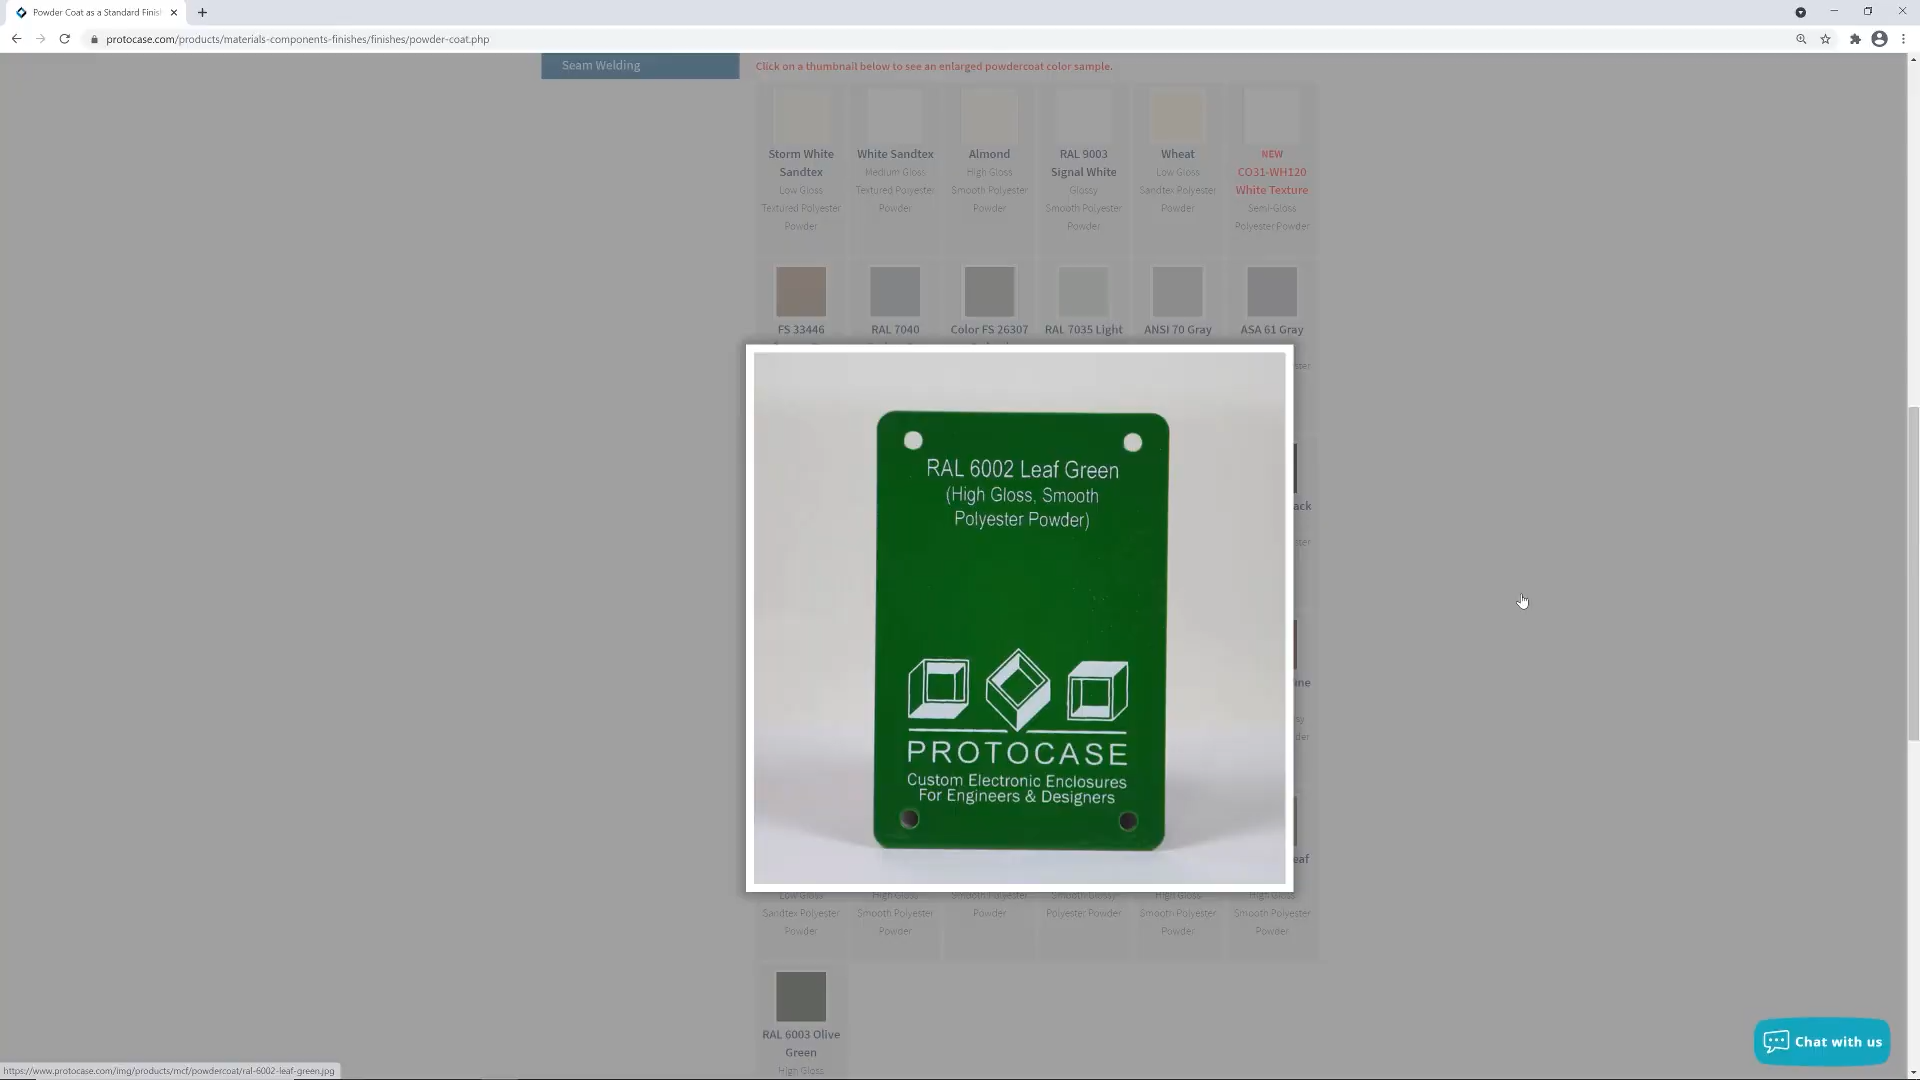 Powder Coat as a Standard Finis
protocase.com/products/materials-components-finishes/finishes/powder-coat.php
Seam Welding
Click on a thumbnail below to see an enlarged powdercoat color sample.
Storm White
Sandtex
Low Gloss
Textured Polyester
Powder
White Sandtex
Medium Gloss
Textured Polyester
Powder
Almond
High Gloss
Smooth Polyester
Powder
RAL 9003
Signal White
Glossy
Smooth Polyester
Powder
Wheat
Low Gloss
Sandtex Polyester
Powder
NEW
CO31-WH120
White Texture
Semi-Gloss
Polyester Powder
FS 33446
RAL 7040
Color FS 26307
RAL 7035 Light
ANSI 70 Gray
ASA 61 Gray
ster
ack
ster
ine
der
eaf
RAL 6002 Leaf Green
(High Gloss, Smooth
Polyester Powder)
PROTOCASE
Custom Electronic Enclosures
For Engineers & Designers
Low Glossy
Sandtex Polyester
Powder
High Gloss
Smooth Polyester
Powder
Smooth Polyester
Powder
Smooth Glossy
Polyester Powder
High Gloss
Smooth Polyester
Powder
High Gloss
Smooth Polyester
Powder
RAL 6003 Olive
Green
High Gloss
Chat with us
https://www.protocase.com/img/products/mcf/powdercoat/ral-6002-leaf-green.jpg